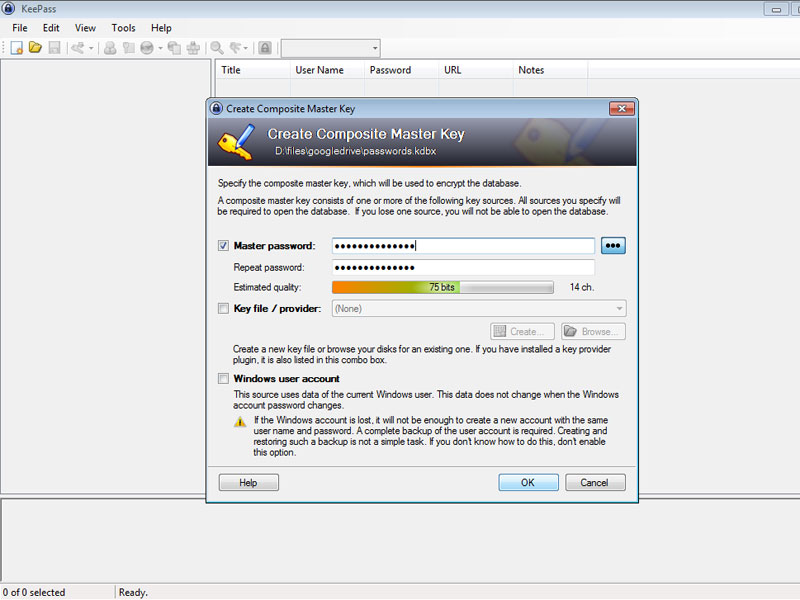 KeePass
File Edit View Tools Help
Title User Name Password URL Notes
Create Composite Master Key
Create Composite Master Key
D:\files\googledrive\passwords.kdbx
Specify the composite master key, which will be used to encrypt the database.
A composite master key consists of one or more of the following key sources. All sources you specify will
be required to open the database. If you lose one source, you will not be able to open the database.
Master password: ●●●●●●●●●●●●●●
Repeat password: ●●●●●●●●●●●●●●
Estimated quality: 75 bits 14 ch.
Key file / provider: (None)
Create... Browse...
Create a new key file or browse your disks for an existing one. If you have installed a key provider
plugin, it is also listed in this combo box.
Windows user account
This source uses data of the current Windows user. This data does not change when the Windows
account password changes.
If the Windows account is lost, it will not be enough to create a new account with the same
user name and password. A complete backup of the user account is required. Creating and
restoring such a backup is not a simple task. If you don't know how to do this, don't enable
this option.
Help OK Cancel
0 of 0 selected Ready.